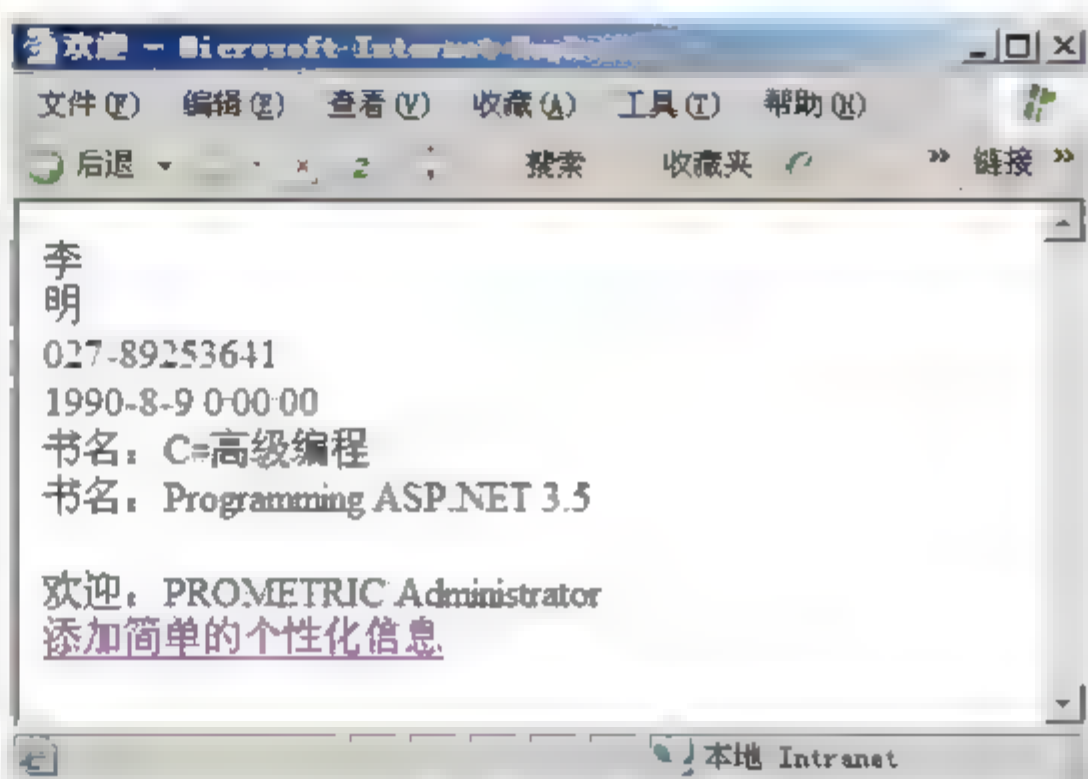 欢迎 - Microsoft Internet
文件(F) 编辑(E) 查看(V) 收藏(A) 工具(T) 帮助(H)
后退 搜索 收藏夹 » 链接 »
李
明
027-89253641
1990-8-9 0:00:00
书名：C#高级编程
书名：Programming ASP.NET 3.5
欢迎：PROMETRIC Administrator
添加简单的个性化信息
本地 Intranet